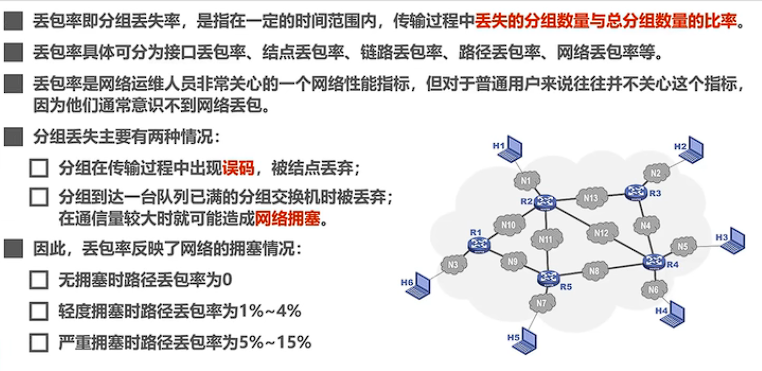 丢包率即分组丢失率，是指在一定的时间范围内，传输过程中丢失的分组数量与总分组数量的比率。
丢包率具体可分为接口丢包率、结点丢包率、链路丢包率、路径丢包率、网络丢包率等。
丢包率是网络运维人员非常关心的一个网络性能指标，但对于普通用户来说往往并不关心这个指标，
因为他们通常意识不到网络丢包。
分组丢失主要有两种情况：
分组在传输过程中出现误码，被结点丢弃；
分组到达一台队列已满的分组交换机时被丢弃；
在通信量较大时就可能造成网络拥塞。
因此，丢包率反映了网络的拥塞情况：
无拥塞时路径丢包率为0
轻度拥塞时路径丢包率为1%~4%
严重拥塞时路径丢包率为5%~15%
H1
H2
N1
N2
N13
R2
R3
N10
N4
R1
N11
N12
N5
H3
N3
N9
N8
R4
H6
R5
N6
N7
H4
H5